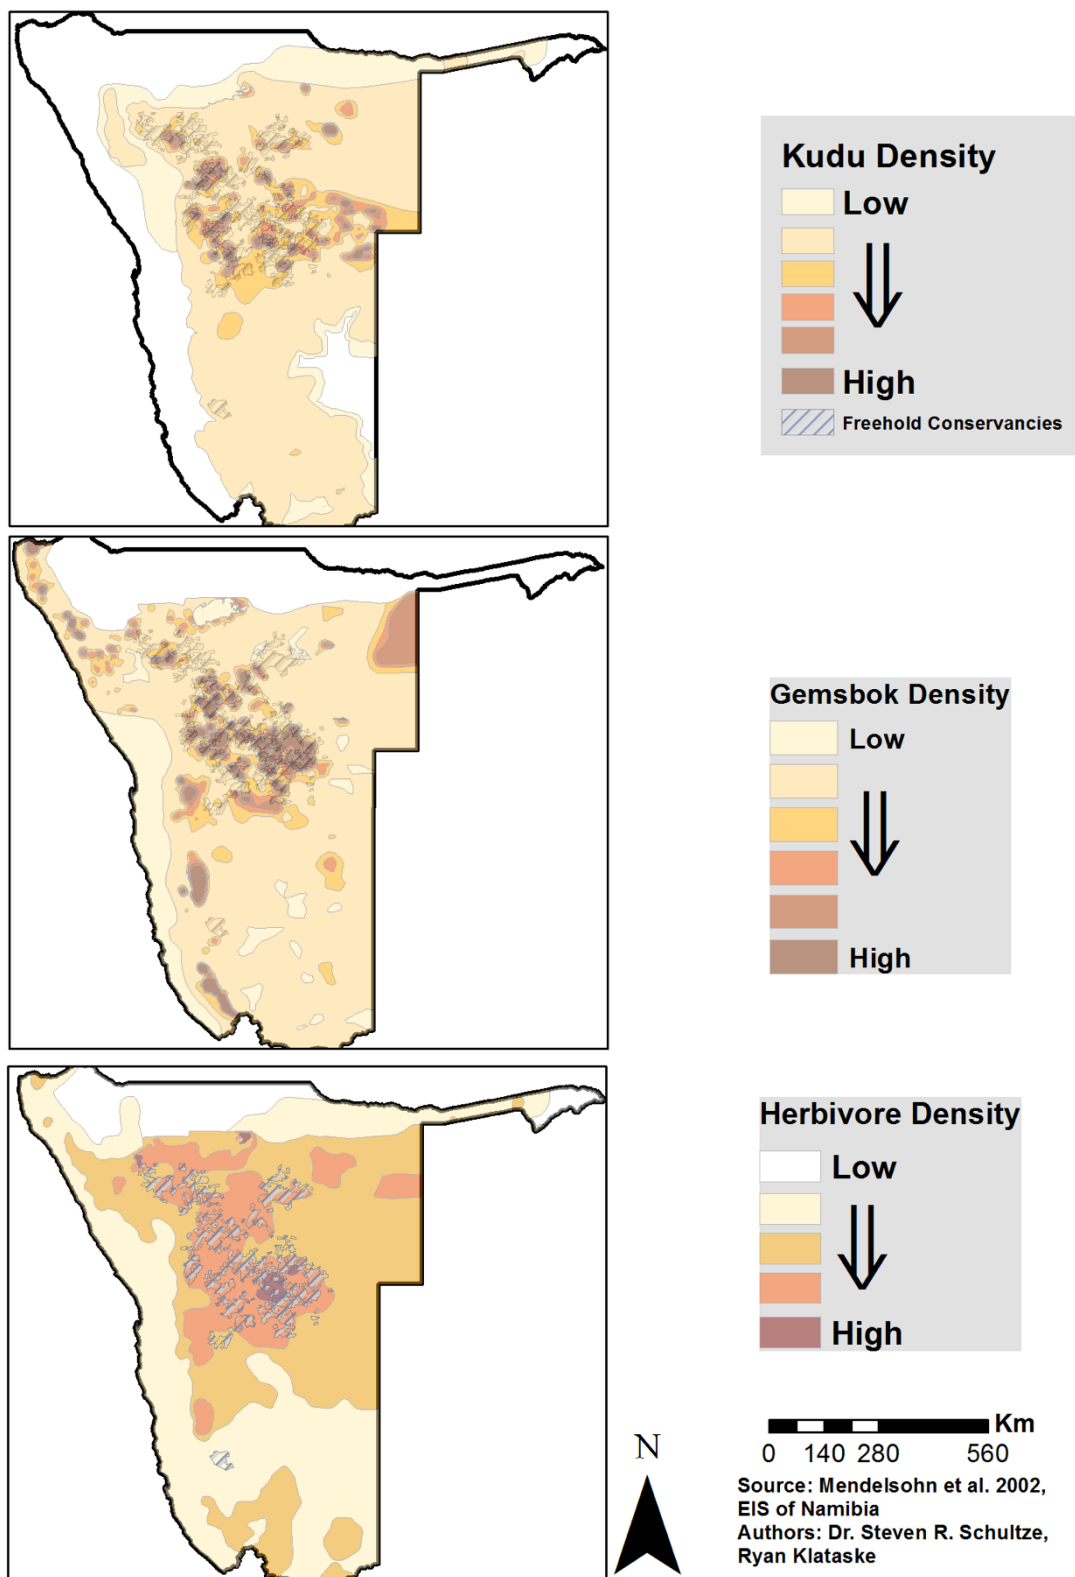 Kudu Density
Low
High
Freehold Conservancies
Gemsbok Density
Low
High
Herbivore Density
Low
High
N
Km
0 140 280 560
Source: Mendelsohn et al. 2002,
EIS of Namibia
Authors: Dr. Steven R. Schultze,
Ryan Klataske